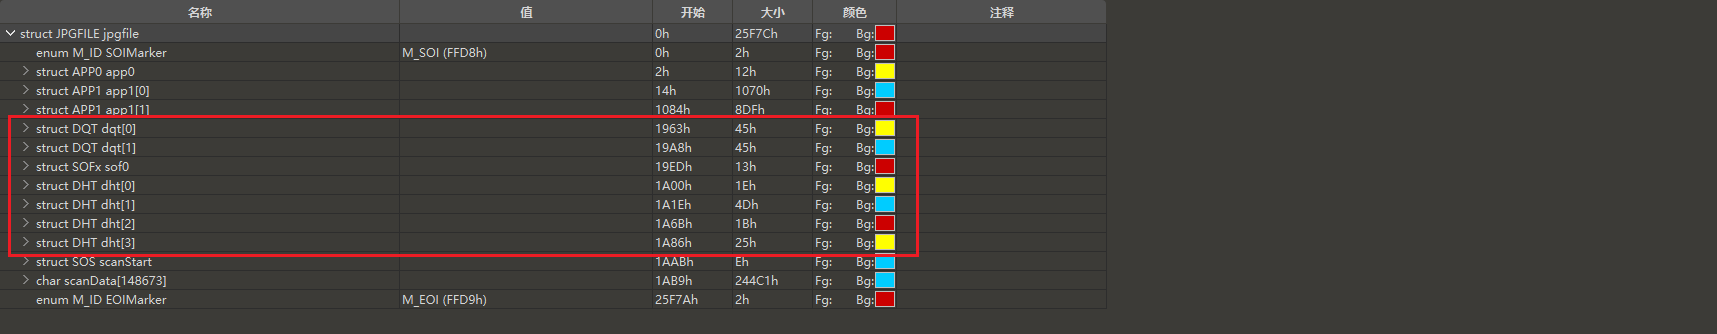 名称 值 开始 大小 颜色 注释
struct JPGFILE jpgfile 0h 25F7Ch Fg: Bg:
enum M_ID SOIMarker M_SOI (FFD8h) 0h 2h Fg: Bg:
struct APP0 app0 2h 12h Fg: Bg:
struct APP1 app1[0] 14h 1070h Fg: Bg:
struct APP1 app1[1] 1084h 8DFh Fg: Bg:
struct DQT dqt[0] 1963h 45h Fg: Bg:
struct DQT dqt[1] 19A8h 45h Fg: Bg:
struct SOFx sof0 19EDh 13h Fg: Bg:
struct DHT dht[0] 1A00h 1Eh Fg: Bg:
struct DHT dht[1] 1A1Eh 4Dh Fg: Bg:
struct DHT dht[2] 1A6Bh 1Bh Fg: Bg:
struct DHT dht[3] 1A86h 25h Fg: Bg:
struct SOS scanStart 1AABh Eh Fg: Bg:
char scanData[148673] 1AB9h 244C1h Fg: Bg:
enum M_ID EOIMarker M_EOI (FFD9h) 25F7Ah 2h Fg: Bg: